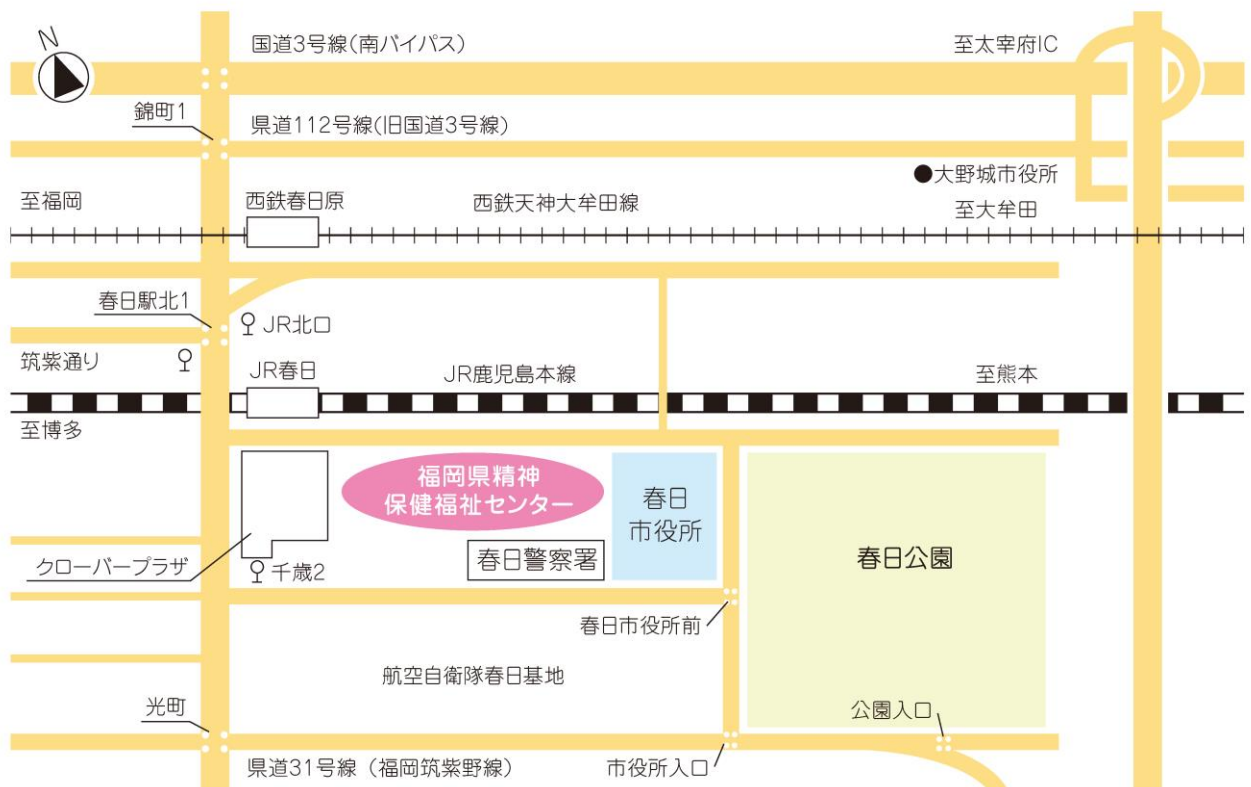 N
国道3号線(南バイパス)
至太宰府IC
錦町1
県道112号線(旧国道3号線)
●大野城市役所
至福岡
西鉄春日原
西鉄天神大牟田線
至大牟田
春日駅北1
JR北口
筑紫通り
JR春日
JR鹿児島本線
至熊本
至博多
福岡県精神
保健福祉センター
春日
市役所
春日警察署
春日公園
クローバープラザ
千歳2
春日市役所前
航空自衛隊春日基地
光町
公園入口
県道31号線（福岡筑紫野線）
市役所入口